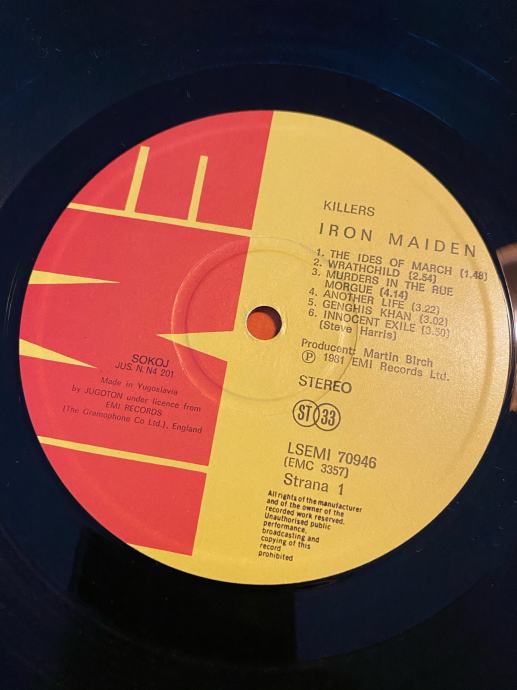 EMI
KILLERS
IRON MAIDEN
1. THE IDES OF MARCH (1.48)
2. WRATHCHILD (2.54)
3. MURDERS IN THE RUE
MORGUE (4.14)
4. ANOTHER LIFE (3.22)
5. GENGHIS KHAN (3.02)
6. INNOCENT EXILE (3.50)
(Steve Harris)
Producer: Martin Birch
Ⓟ 1981 EMI Records Ltd.
STEREO
ST 33
LSEMI 70946
(EMC 3357)
Strana 1
All rights of the manufacturer
and of the owner of the
recorded work reserved.
Unauthorised public
performance,
broadcasting and
copying of this
record
prohibited
SOKOJ
JUS. N. N4 201
Made in Yugoslavia
by JUGOTON under licence from
EMI RECORDS
(The Gramophone Co Ltd.), England